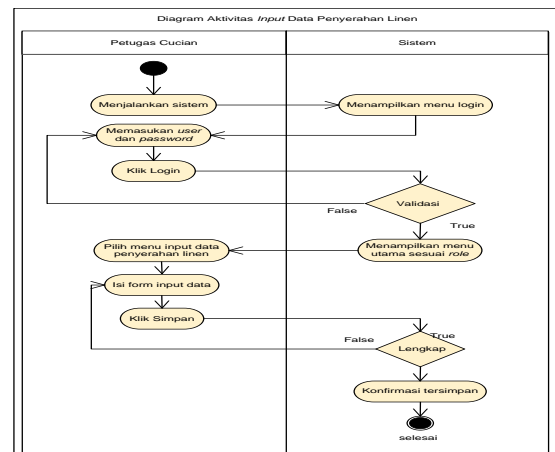 Diagram Aktivitas Input Data Penyerahan Linen
Petugas Cucian
Sistem
Menjalankan sistem
Menampilkan menu login
Memasukan user
dan password
Klik Login
Validasi
False
True
Pilih menu input data
penyerahan linen
Menampilkan menu
utama sesuai role
Isi form input data
Klik Simpan
False
True
Lengkap
Konfirmasi tersimpan
selesai